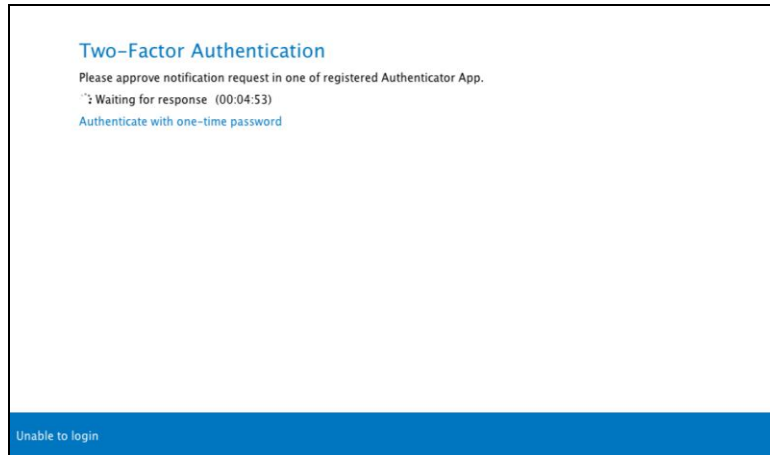 Two-Factor Authentication
Please approve notification request in one of registered Authenticator App.
Waiting for response (00:04:53)
Authenticate with one-time password
Unable to login